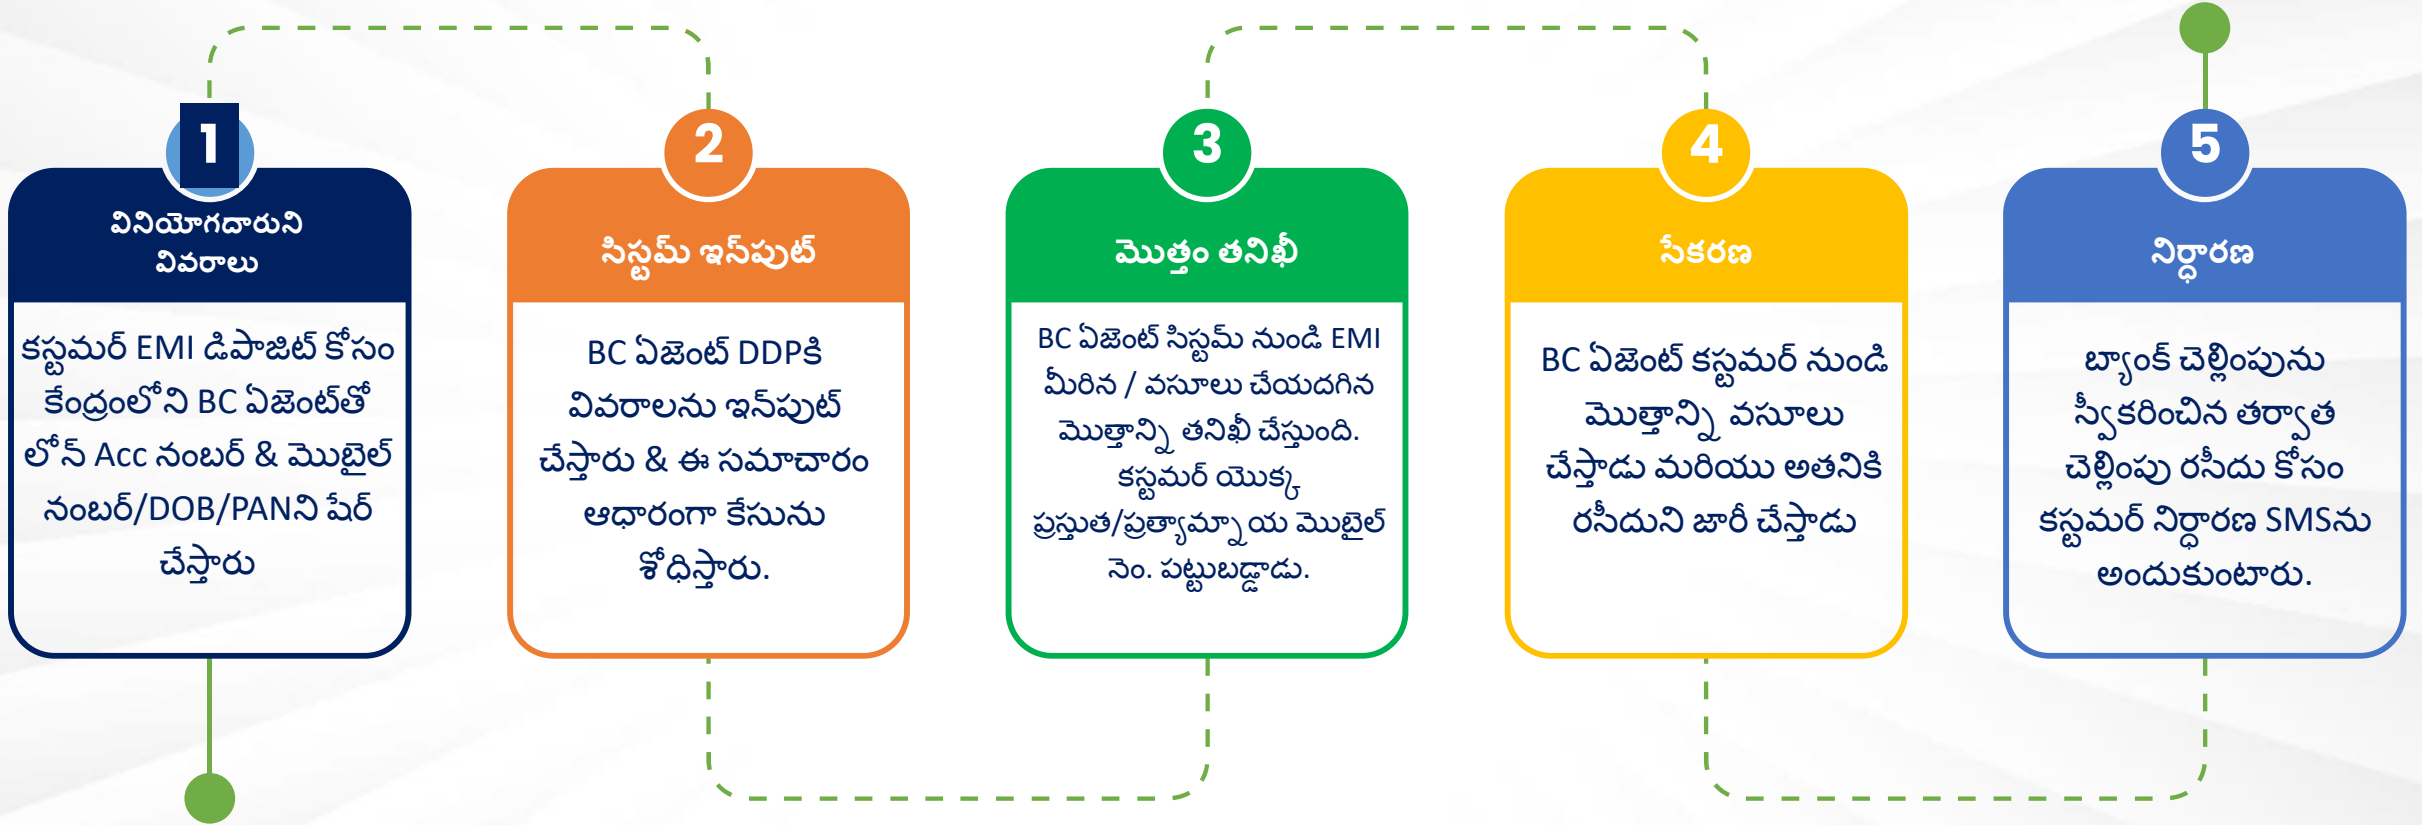 1
వినియోగదారుని
వివరాలు
కస్టమర్ EMI డిపాజిట్ కోసం
కేంద్రంలోని BC ఏజెంట్‌తో
లోన్ Acc నంబర్ & మొబైల్
నంబర్/DOB/PANని షేర్
చేస్తారు
2
సిస్టమ్ ఇన్‌పుట్
BC ఏజెంట్ DDPకి
వివరాలను ఇన్‌పుట్
చేస్తారు & ఈ సమాచారం
ఆధారంగా కేసును
శోధిస్తారు.
3
మొత్తం తనిఖీ
BC ఏజెంట్ సిస్టమ్ నుండి EMI
మీరిన / వసూలు చేయదగిన
మొత్తాన్ని తనిఖీ చేస్తుంది.
కస్టమర్ యొక్క
ప్రస్తుత/ప్రత్యామ్నాయ మొబైల్
నెం. పట్టుబడ్డాడు.
4
సేకరణ
BC ఏజెంట్ కస్టమర్ నుండి
మొత్తాన్ని వసూలు
చేస్తాడు మరియు అతనికి
రసీదుని జారీ చేస్తాడు
5
నిర్ధారణ
బ్యాంక్ చెల్లింపును
స్వీకరించిన తర్వాత
చెల్లింపు రసీదు కోసం
కస్టమర్ నిర్ధారణ SMSను
అందుకుంటారు.